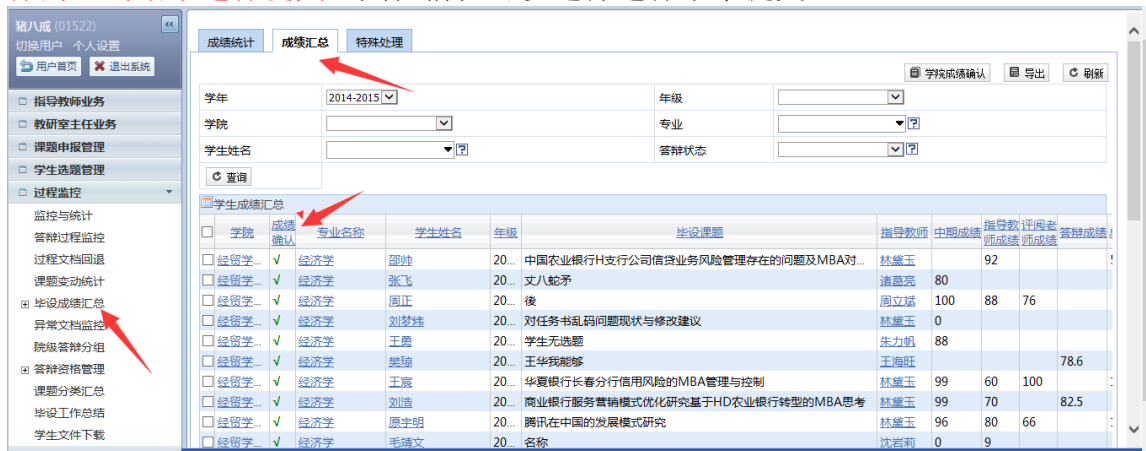 猪八戒 (01522)
切换用户 个人设置
用户首页 退出系统
指导教师业务
教研室主任业务
课题申报管理
学生选题管理
过程监控
监控与统计
答辩过程监控
过程文档回退
课题变动统计
毕设成绩汇总
异常文档监控
院级答辩分组
答辩资格管理
课题分类汇总
毕设工作总结
学生文件下载
成绩统计 成绩汇总 特殊处理
学院成绩确认 导出 刷新
学年 2014-2015 年级
学院 专业
学生姓名 答辩状态
查询
学生成绩汇总
学院 成绩确认 专业名称 学生姓名 年级 毕设课题 指导教师 中期成绩 指导教师成绩 评阅老师成绩 答辩成绩
经贸学... √ 经济学 邵帅 20... 中国农业银行H支行公司信贷业务风险管理存在的问题及MBA对... 林黛玉 92
经贸学... √ 经济学 张飞 20... 丈八蛇矛 诸葛亮 80
经贸学... √ 经济学 周正 20... 後 周立斌 100 88 76
经贸学... √ 经济学 刘梦炜 20... 对任务书乱码问题现状与修改建议 林黛玉 0
经贸学... √ 经济学 王勇 20... 学生无选题 朱力帆 88
经贸学... √ 经济学 樊琼 20... 王华我能够 王海旺 78.6
经贸学... √ 经济学 王宸 20... 华夏银行长春分行信用风险的MBA管理与控制 林黛玉 99 60 100
经贸学... √ 经济学 刘浩 20... 商业银行服务营销模式优化研究基于HD农业银行转型的MBA思考 林黛玉 99 70 82.5
经贸学... √ 经济学 原宇明 20... 腾讯在中国的发展模式研究 林黛玉 96 80 66
经贸学... √ 经济学 毛靖文 20... 名称 沈岩莉 0 9